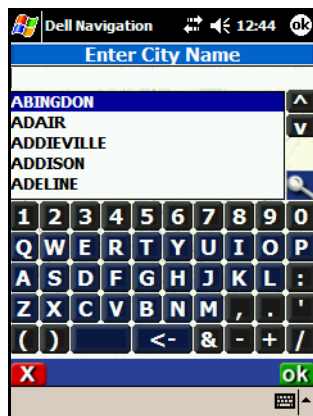 Dell Navigation 12:44 ok
Enter City Name
ABINGDON
ADAIR
ADDIEVILLE
ADDISON
ADELINE
1 2 3 4 5 6 7 8 9 0
Q W E R T Y U I O P
A S D F G H J K L :
Z X C V B N M , . '
( ) <- & - + /
X ok